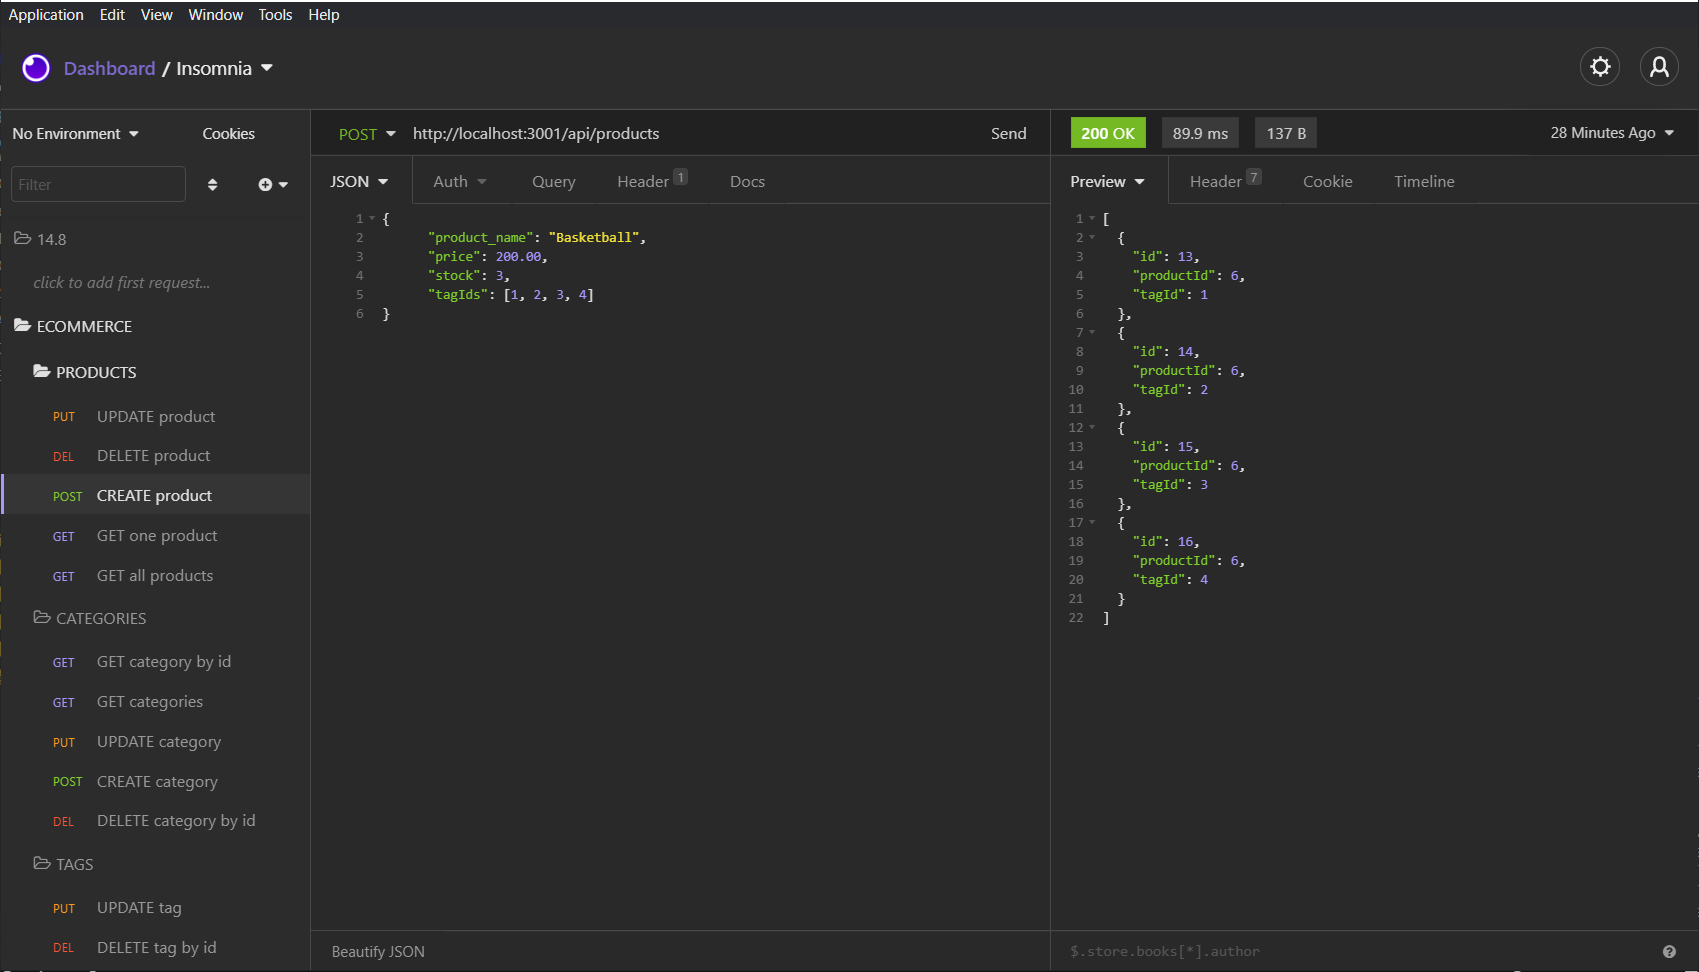 Application Edit View Window Tools Help
Dashboard / Insomnia
No Environment Cookies
Filter
14.8
click to add first request...
ECOMMERCE
PRODUCTS
PUT UPDATE product
DEL DELETE product
POST CREATE product
GET GET one product
GET GET all products
CATEGORIES
GET GET category by id
GET GET categories
PUT UPDATE category
POST CREATE category
DEL DELETE category by id
TAGS
PUT UPDATE tag
DEL DELETE tag by id
POST http://localhost:3001/api/products Send
JSON Auth Query Header 1 Docs
1 {
2 "product_name": "Basketball",
3 "price": 200.00,
4 "stock": 3,
5 "tagIds": [1, 2, 3, 4]
6 }
Beautify JSON
200 OK 89.9 ms 137 B 28 Minutes Ago
Preview Header 7 Cookie Timeline
1 [
2 {
3 "id": 13,
4 "productId": 6,
5 "tagId": 1
6 },
7 {
8 "id": 14,
9 "productId": 6,
10 "tagId": 2
11 },
12 {
13 "id": 15,
14 "productId": 6,
15 "tagId": 3
16 },
17 {
18 "id": 16,
19 "productId": 6,
20 "tagId": 4
21 }
22 ]
$.store.books[*].author